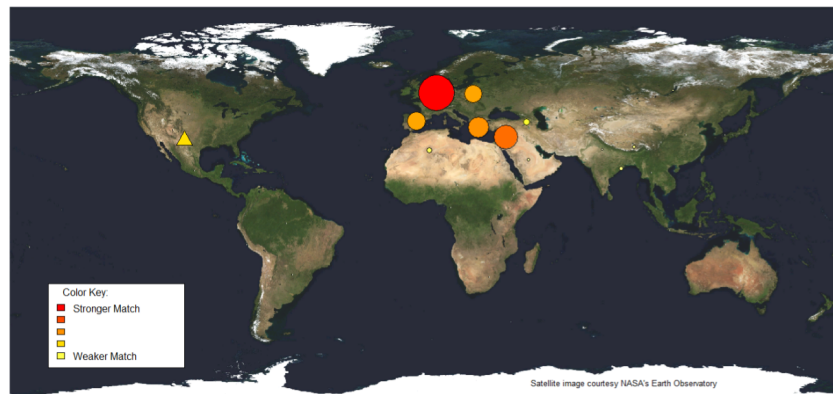 Color Key:
Stronger Match
Weaker Match
Satellite image courtesy NASA's Earth Observatory